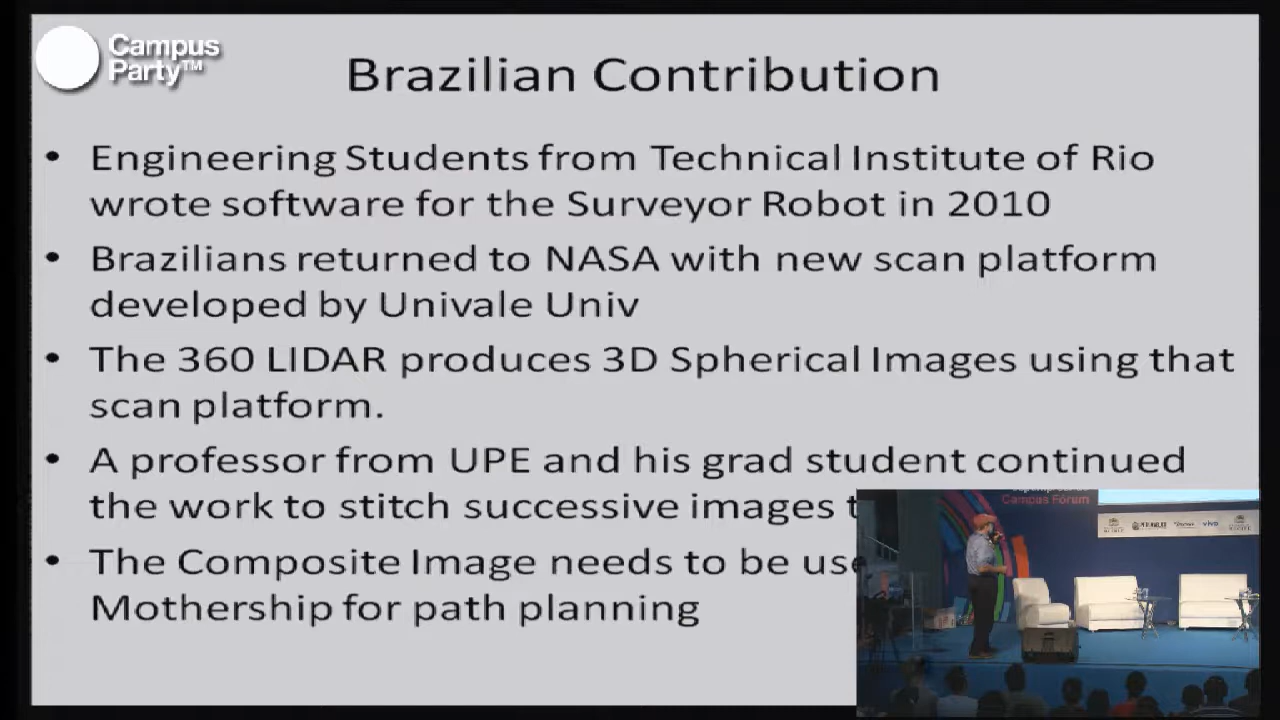 Campus
Party™
Brazilian Contribution
• Engineering Students from Technical Institute of Rio
wrote software for the Surveyor Robot in 2010
• Brazilians returned to NASA with new scan platform
developed by Univale Univ
• The 360 LIDAR produces 3D Spherical Images using that
scan platform.
• A professor from UPE and his grad student continued
the work to stitch successive images
• The Composite Image needs to be
Mothership for path planning
Campus Fórum
vivo